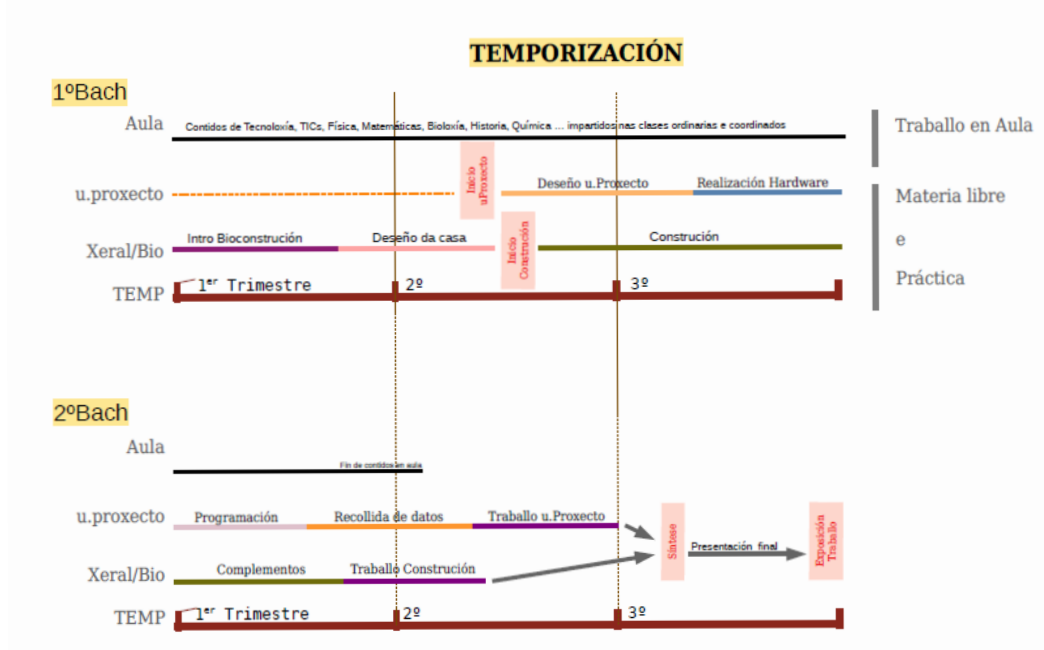 TEMPORIZACIÓN
1ºBach
Aula
Contidos de Tecnoloxía, TICs, Física, Matemáticas, Bioloxía, Historia, Química ... impartidos nas clases ordinarias e coordinados
Traballo en Aula
Inicio
uProxecto
u.proxecto
Deseño u.Proxecto
Realización Hardware
Materia libre
e
Práctica
Xeral/Bio
Intro Bioconstrución
Deseño da casa
Inicio
Construción
Construción
TEMP
1er Trimestre
2º
3º
2ºBach
Aula
Fin de contidos en aula
u.proxecto
Programación
Recollida de datos
Traballo u.Proxecto
Síntese
Presentación final
Exposición
Traballo
Xeral/Bio
Complementos
Traballo Construción
TEMP
1er Trimestre
2º
3º